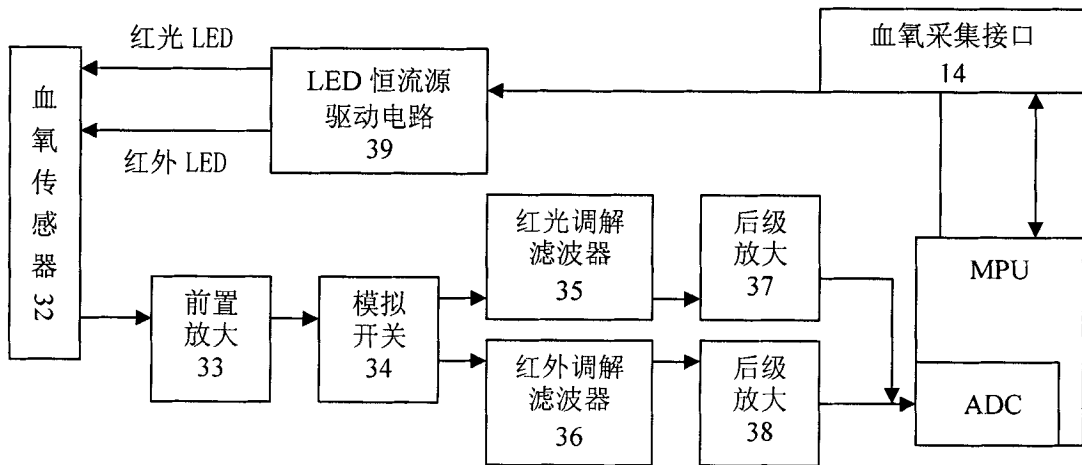 红光 LED
血氧传感器 32
红外 LED
LED 恒流源
驱动电路
39
血氧采集接口
14
前置
放大
33
模拟
开关
34
红光调解
滤波器
35
后级
放大
37
红外调解
滤波器
36
后级
放大
38
MPU
ADC